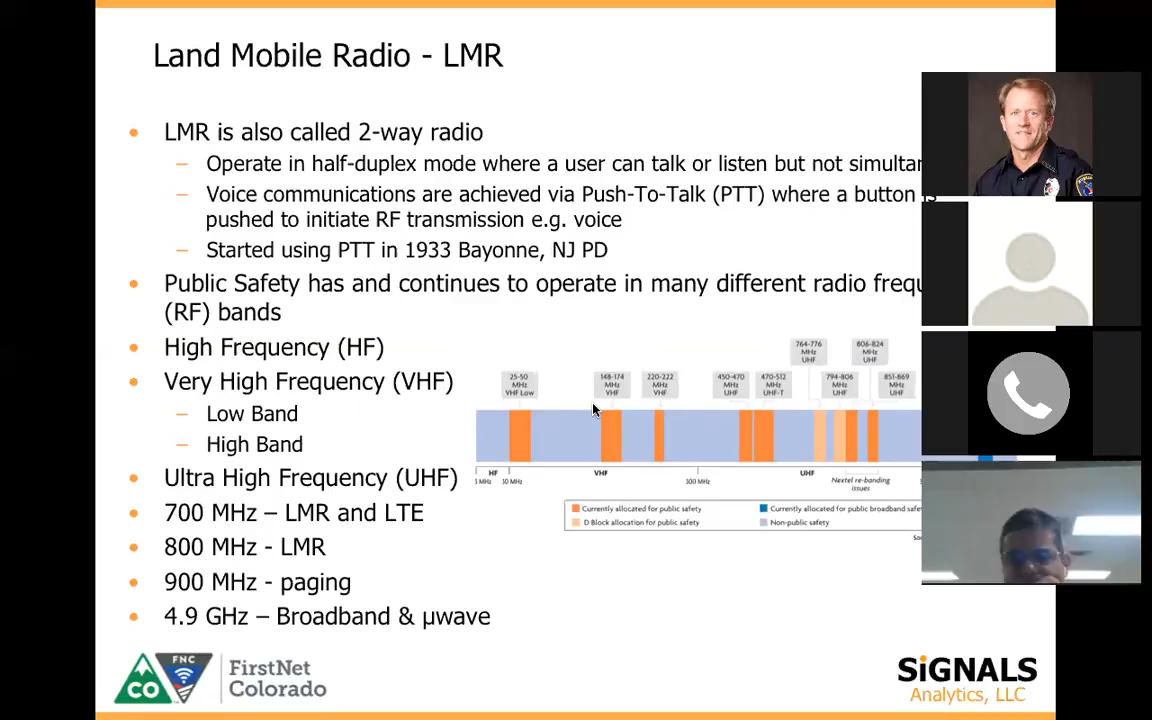 Land Mobile Radio - LMR
LMR is also called 2-way radio
Operate in half-duplex mode where a user can talk or listen but not
Voice communications are achieved via Push-To-Talk (PTT) where a button is
pushed to initiate RF transmission e.g. voice
Started using PTT in 1933 Bayonne, NJ PD
Public Safety has and continues to operate in many different radio
(RF) bands
High Frequency (HF)
Very High Frequency (VHF)
Low Band
High Band
Ultra High Frequency (UHF)
700 MHz – LMR and LTE
800 MHz - LMR
900 MHz - paging
4.9 GHz – Broadband & µwave
764-776
MHz
UHF
806-824
MHz
UHF
25-50
MHz
VHF Low
148-174
MHz
VHF
220-222
MHz
VHF
450-470
MHz
UHF
470-512
MHz
UHF-T
794-806
MHz
UHF
851-869
MHz
UHF
HF
VHF
UHF
MHz
MHz
300 MHz
Nextel re-banding
issues
Currently allocated for public safety
Currently allocated for public broadband
D Block allocation for public safety
Non-public safety
FNC
CO
FirstNet
Colorado
SiGNALS
Analytics, LLC